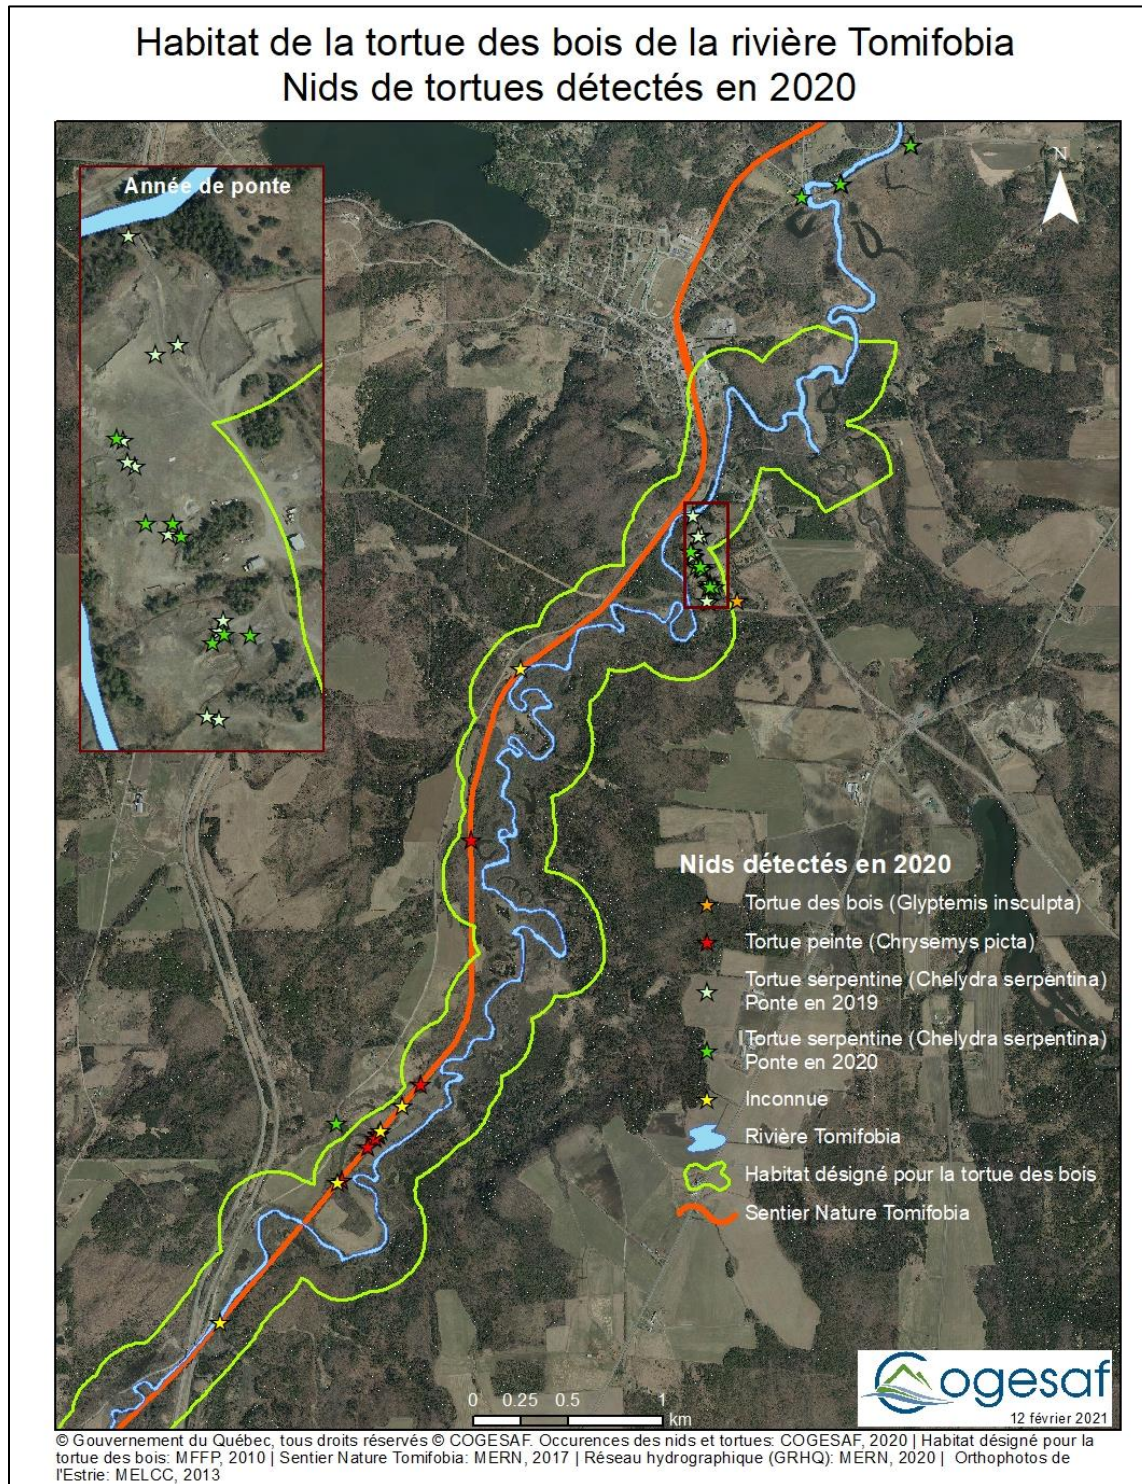 Habitat de la tortue des bois de la rivière Tomifobia
Nids de tortues détectés en 2020
Année de ponte
N
Nids détectés en 2020
Tortue des bois (Glyptemis insculpta)
Tortue peinte (Chrysemys picta)
Tortue serpentine (Chelydra serpentina)
Ponte en 2019
Tortue serpentine (Chelydra serpentina)
Ponte en 2020
Inconnue
Rivière Tomifobia
Habitat désigné pour la tortue des bois
Sentier Nature Tomifobia
0 0.25 0.5 1
km
Cogesaf
12 février 2021
© Gouvernement du Québec, tous droits réservés © COGESAF. Occurences des nids et tortues: COGESAF, 2020 | Habitat désigné pour la
tortue des bois: MFFP, 2010 | Sentier Nature Tomifobia: MERN, 2017 | Réseau hydrographique (GRHQ): MERN, 2020 | Orthophotos de
l'Estrie: MELCC, 2013